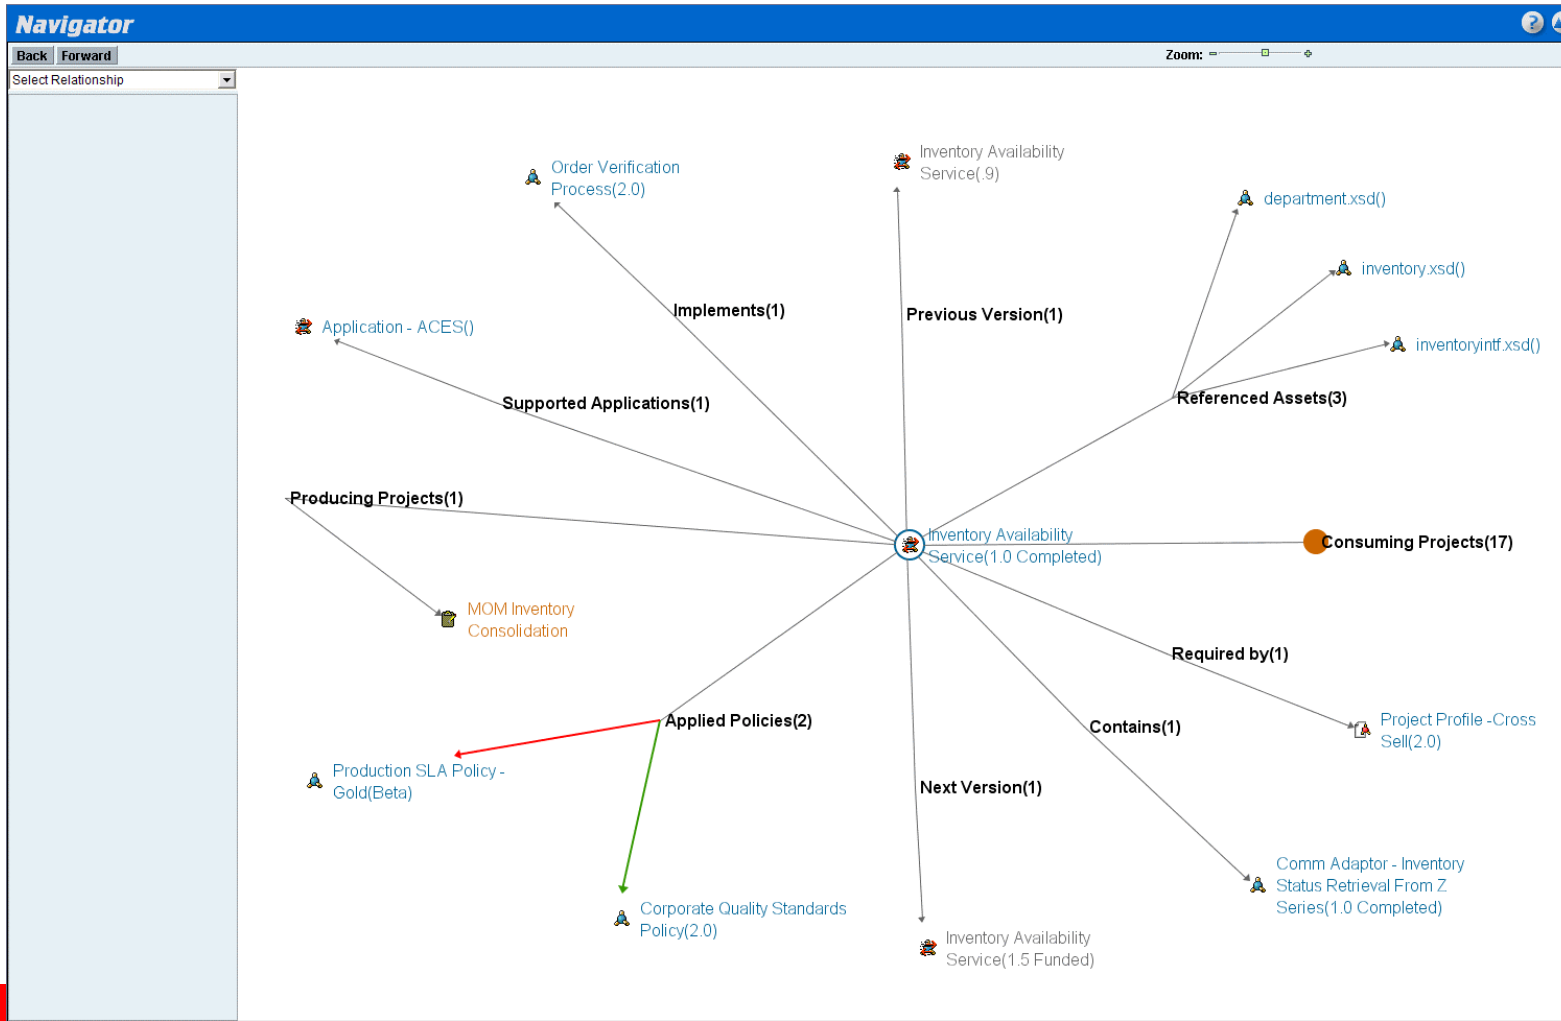 Navigator
Back Forward
Zoom:
Select Relationship
Inventory Availability
Service(.9)
Order Verification
Process(2.0)
department.xsd()
inventory.xsd()
Implements(1)
Previous Version(1)
Application - ACES()
inventoryintf.xsd()
Supported Applications(1)
Referenced Assets(3)
Producing Projects(1)
Inventory Availability
Service(1.0 Completed)
Consuming Projects(17)
MOM Inventory
Consolidation
Required by(1)
Applied Policies(2)
Contains(1)
Project Profile -Cross
Sell(2.0)
Production SLA Policy -
Gold(Beta)
Next Version(1)
Comm Adaptor - Inventory
Status Retrieval From Z
Series(1.0 Completed)
Corporate Quality Standards
Policy(2.0)
Inventory Availability
Service(1.5 Funded)